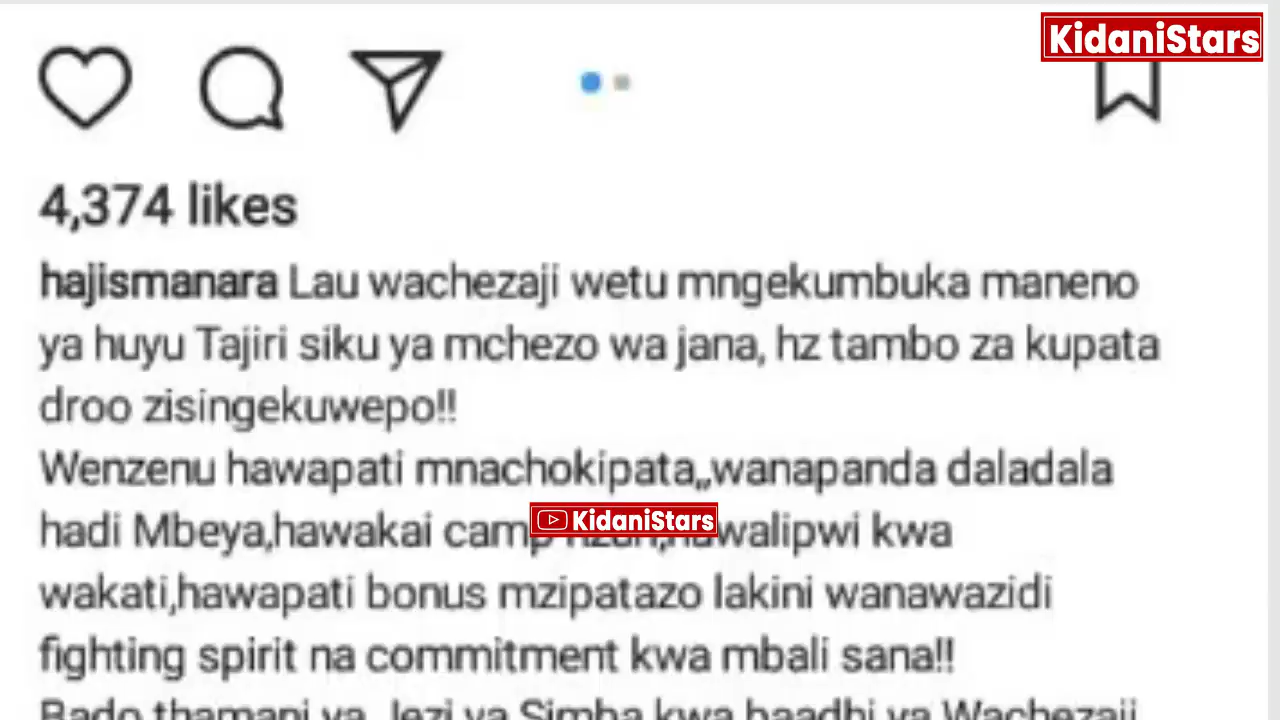 KidaniStars
4,374 likes
hajismanara Lau wachezaji wetu mngekumbuka maneno
ya huyu Tajiri siku ya mchezo wa jana, hz tambo za kupata
droo zisingekuwepo!!
Wenzenu hawapati mnachokipata,,wanapanda daladala
hadi Mbeya,hawakai camp KidaniStars kwa
wakati,hawapati bonus mzipatazo lakini wanawazidi
fighting spirit na commitment kwa mbali sana!!
Bado thamani ya Jezi ya Simba kwa baadhi ya Wachezaji